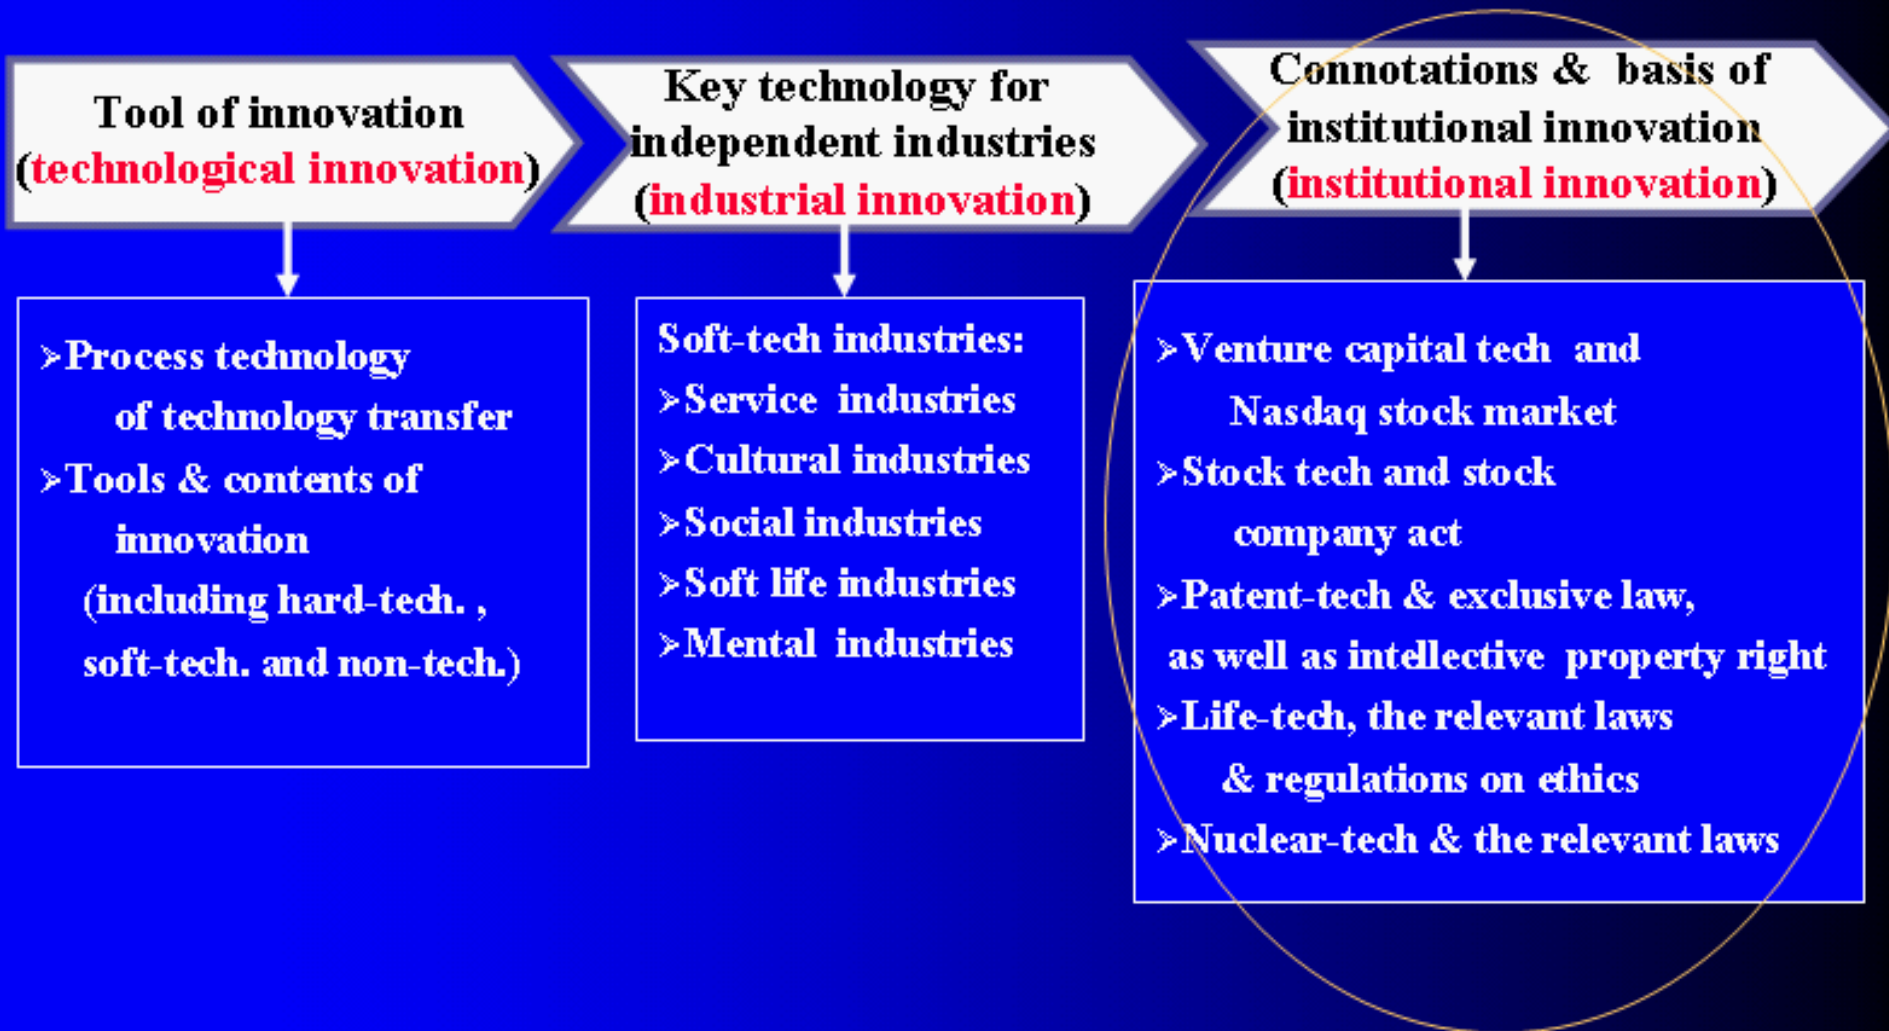 Tool of innovation
(technological innovation)
Key technology for
independent industries
(industrial innovation)
Connotations & basis of
institutional innovation
(institutional innovation)
➢Process technology
of technology transfer
➢Tools & contents of
innovation
(including hard-tech. ,
soft-tech. and non-tech.)
Soft-tech industries:
➢Service industries
➢Cultural industries
➢Social industries
➢Soft life industries
➢Mental industries
➢Venture capital tech and
Nasdaq stock market
➢Stock tech and stock
company act
➢Patent-tech & exclusive law,
as well as intellective property right
➢Life-tech, the relevant laws
& regulations on ethics
➢Nuclear-tech & the relevant laws